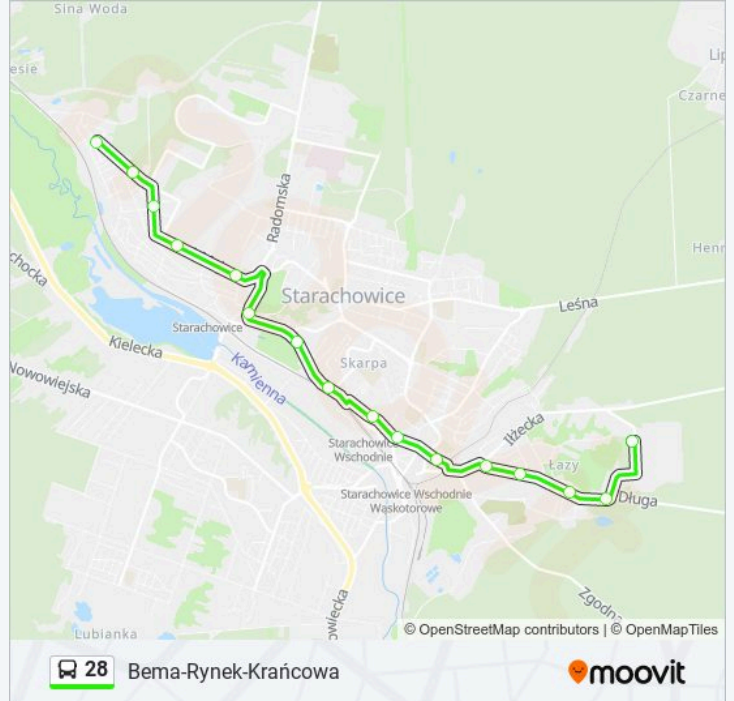 Sina Woda
esie
Lip
Czarne
Radomska
Henr
chocka
Starachowice
Leśna
Starachowice
Kielecka
Skarpa
Kamienna
Nowowiejska
Iłżecka
Starachowice
Wschodnie
Łazy
Starachowice Wschodnie
Wąskotorowe
Długa
Zgodna
owiecka
Lubianka
© OpenStreetMap contributors | © OpenMapTiles
28 Bema-Rynek-Krańcowa
moovit